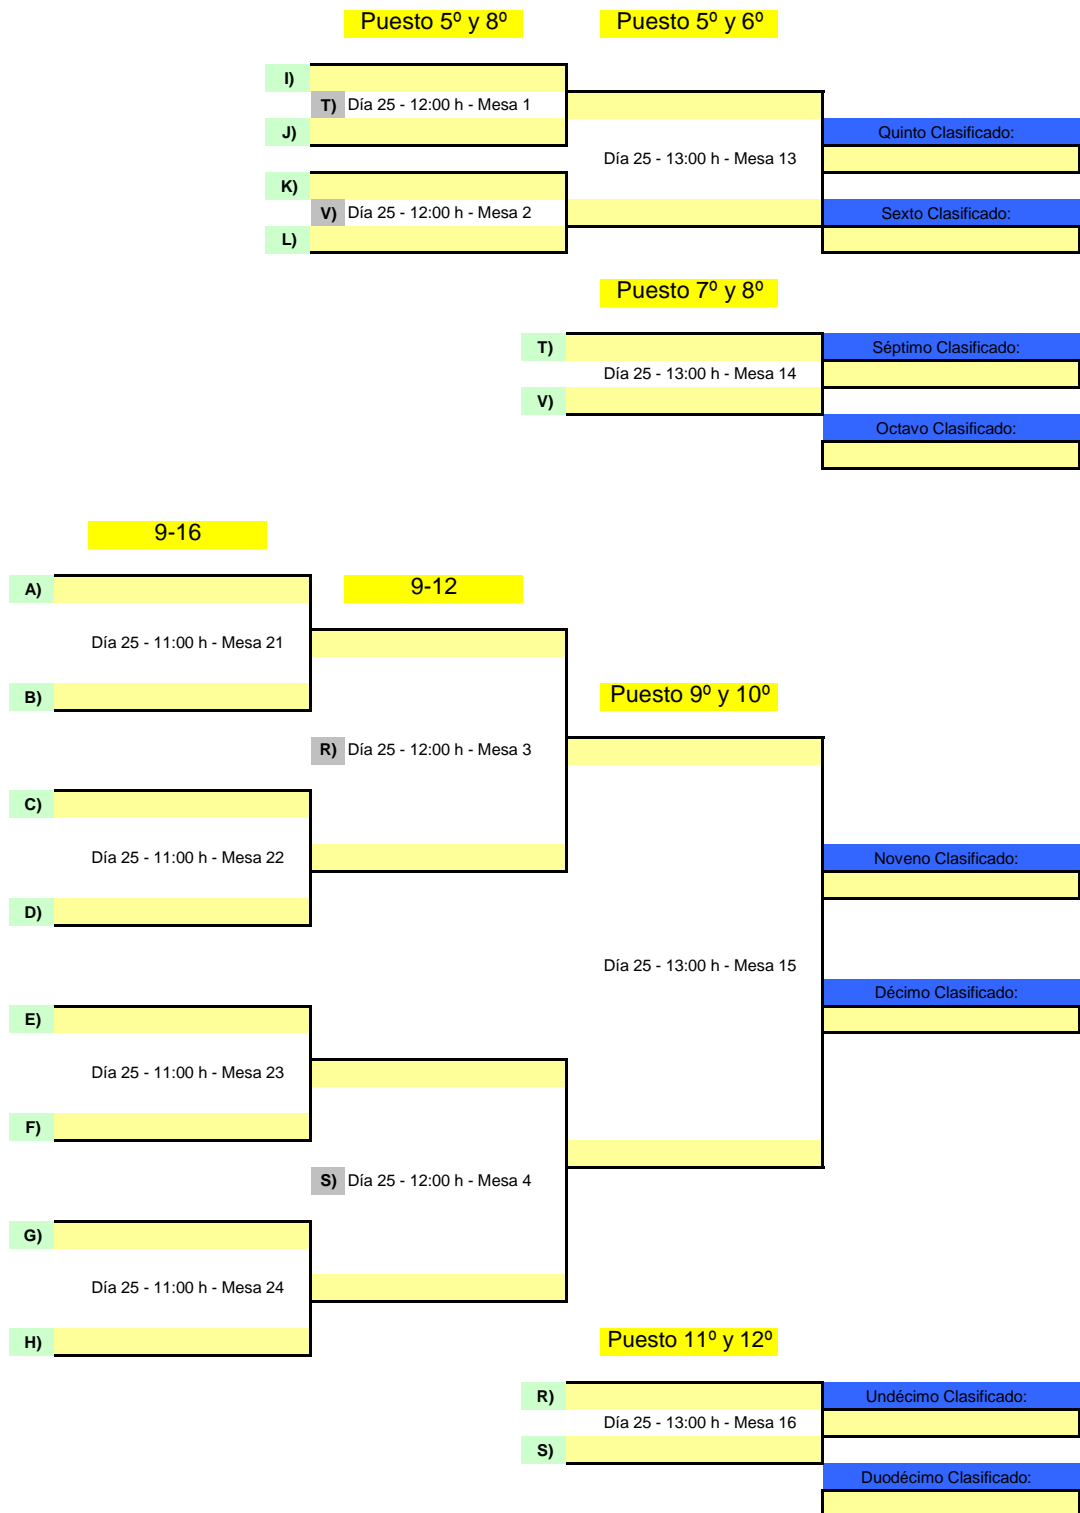 Puesto 5º y 8º
Puesto 5º y 6º
I)
T) Día 25 - 12:00 h - Mesa 1
J)
Quinto Clasificado:
Día 25 - 13:00 h - Mesa 13
K)
V) Día 25 - 12:00 h - Mesa 2
Sexto Clasificado:
L)
Puesto 7º y 8º
T)
Séptimo Clasificado:
Día 25 - 13:00 h - Mesa 14
V)
Octavo Clasificado:
9-16
A)
9-12
Día 25 - 11:00 h - Mesa 21
B)
Puesto 9º y 10º
R) Día 25 - 12:00 h - Mesa 3
C)
Día 25 - 11:00 h - Mesa 22
Noveno Clasificado:
D)
Día 25 - 13:00 h - Mesa 15
Décimo Clasificado:
E)
Día 25 - 11:00 h - Mesa 23
F)
S) Día 25 - 12:00 h - Mesa 4
G)
Día 25 - 11:00 h - Mesa 24
H)
Puesto 11º y 12º
R)
Undécimo Clasificado:
Día 25 - 13:00 h - Mesa 16
S)
Duodécimo Clasificado: